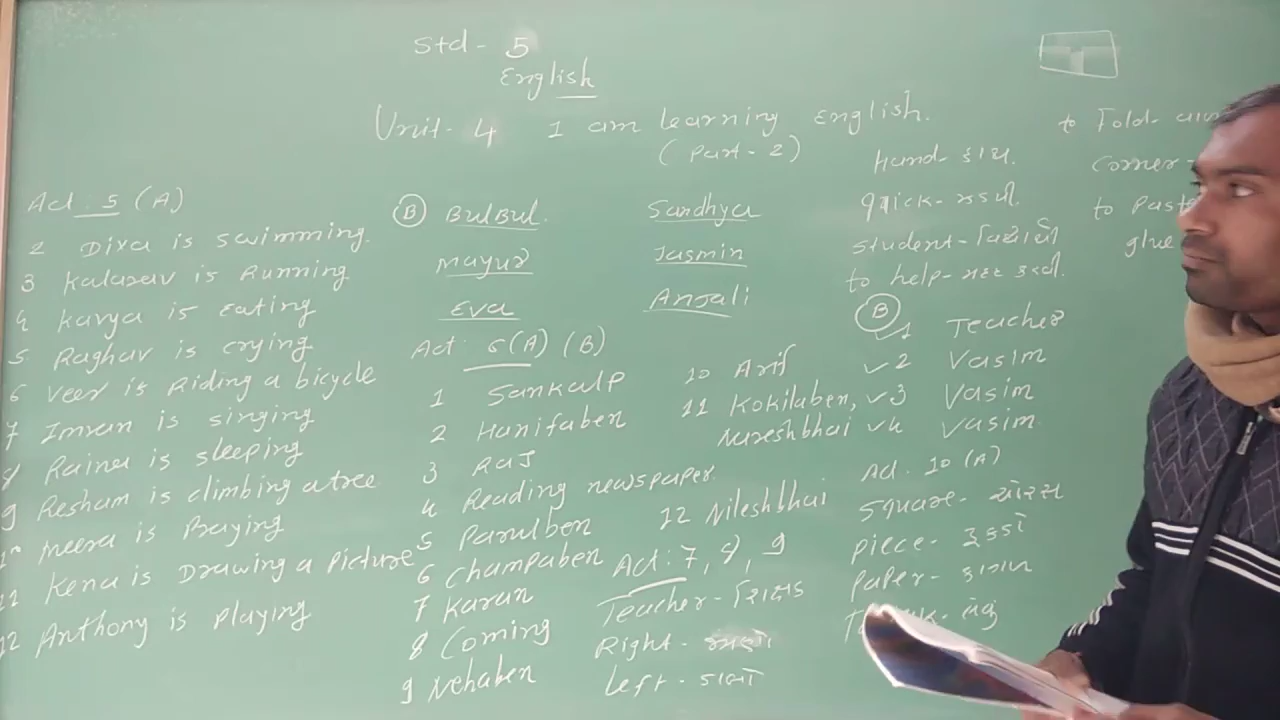 Std - 5
English
Unit - 4 I am learning English.
(Part - 2)
Act : 5 (A)
2 Diya is swimming.
3 Kalarav is Running
4 Kavya is eating
5 Raghav is crying
6 Veer is Riding a bicycle
7 Imran is singing
8 Raina is sleeping
9 Resham is climbing a tree
10 Meera is Praying
11 Kena is Drawing a Picture
12 Anthony is playing
(B) BulBul.
Mayur
Eva
Sandhya
Jasmin
Anjali
Act : 6(A) (B)
1 Sankalp
2 Hanifaben
3 Raj
4 Reading newspaper
5 Parulben
6 Champaben
7 Karan
8 Coming
9 Nehaben
10 Arif
11 Kokilaben,
Nareshbhai
12 Nileshbhai
Act : 7, 8, 9
Teacher - શિક્ષક
Right -
Left - ડાબી
Hand - હાથ.
quick - ઝડપી.
Student - વિદ્યાર્થી
to help - મદદ કરવી.
(B) 1 Teacher
2 Vasim
3 Vasim
4 Vasim
Act. 10 (A)
Square - ચોરસ
Piece - ટુકડો
Paper - કાગળ
to Fold -
Corner -
to Paste
glue